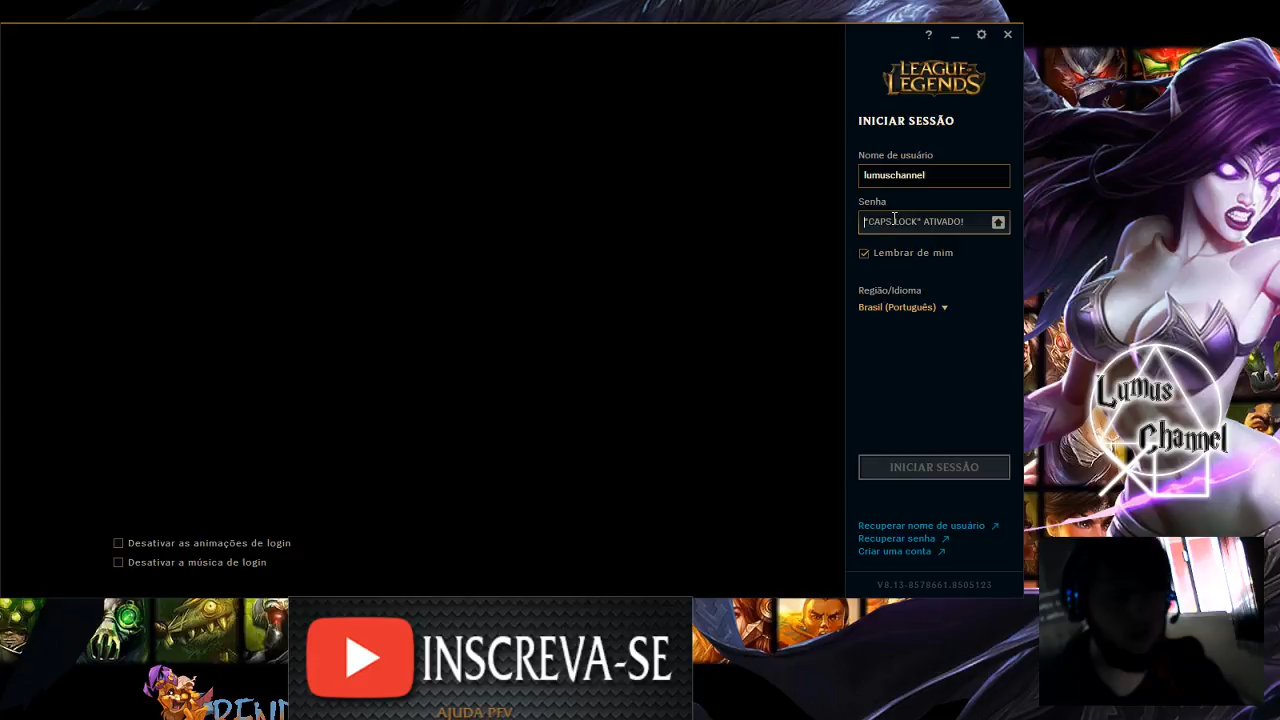 ?
LEAGUE OF
LEGENDS
INICIAR SESSÃO
Nome de usuário
lumuschannel
Senha
"CAPS LOCK" ATIVADO!
Lembrar de mim
Região/Idioma
Brasil (Português)
INICIAR SESSÃO
Recuperar nome de usuário
Recuperar senha
Criar uma conta
V8.13-8578661.8505123
Desativar as animações de login
Desativar a música de login
Lumus
Channel
INSCREVA-SE
AJUDA PFV